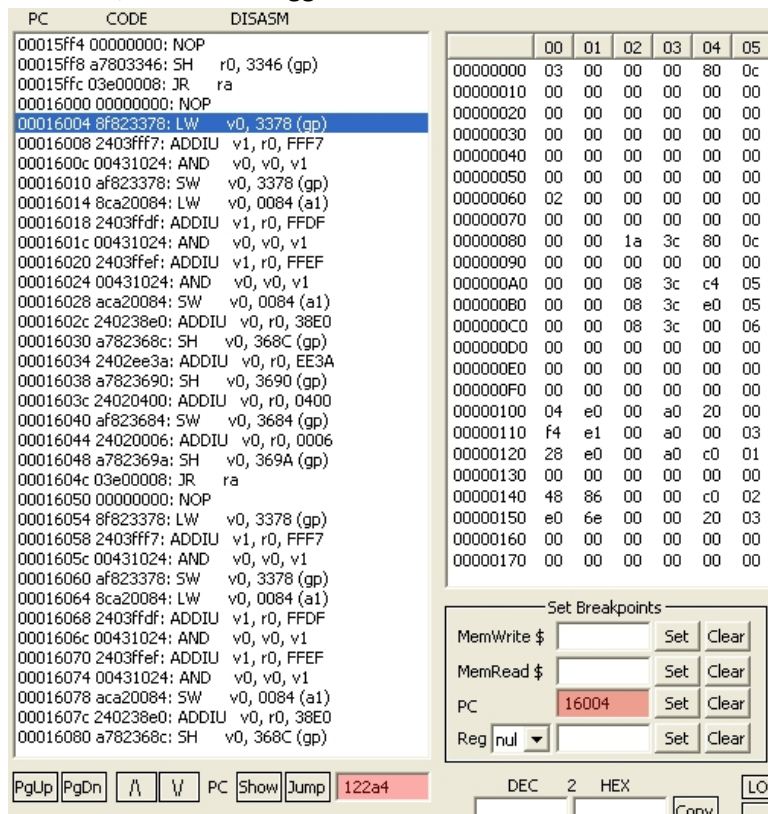 PC CODE DISASM
00015ff4 00000000: NOP
00015ff8 a7803346: SH r0, 3346 (gp)
00015ffc 03e00008: JR ra
00016000 00000000: NOP
00016004 8f823378: LW v0, 3378 (gp)
00016008 2403fff7: ADDIU v1, r0, FFF7
0001600c 00431024: AND v0, v0, v1
00016010 af823378: SW v0, 3378 (gp)
00016014 8ca20084: LW v0, 0084 (a1)
00016018 2403ffdf: ADDIU v1, r0, FFDF
0001601c 00431024: AND v0, v0, v1
00016020 2403ffef: ADDIU v1, r0, FFEF
00016024 00431024: AND v0, v0, v1
00016028 aca20084: SW v0, 0084 (a1)
0001602c 240238e0: ADDIU v0, r0, 38E0
00016030 a782368c: SH v0, 368C (gp)
00016034 2402ee3a: ADDIU v0, r0, EE3A
00016038 a7823690: SH v0, 3690 (gp)
0001603c 24020400: ADDIU v0, r0, 0400
00016040 af823684: SW v0, 3684 (gp)
00016044 24020006: ADDIU v0, r0, 0006
00016048 a782369a: SH v0, 369A (gp)
0001604c 03e00008: JR ra
00016050 00000000: NOP
00016054 8f823378: LW v0, 3378 (gp)
00016058 2403fff7: ADDIU v1, r0, FFF7
0001605c 00431024: AND v0, v0, v1
00016060 af823378: SW v0, 3378 (gp)
00016064 8ca20084: LW v0, 0084 (a1)
00016068 2403ffdf: ADDIU v1, r0, FFDF
0001606c 00431024: AND v0, v0, v1
00016070 2403ffef: ADDIU v1, r0, FFEF
00016074 00431024: AND v0, v0, v1
00016078 aca20084: SW v0, 0084 (a1)
0001607c 240238e0: ADDIU v0, r0, 38E0
00016080 a782368c: SH v0, 368C (gp)
PgUp PgDn /\ \/ PC Show Jump 122a4
00 01 02 03 04 05
00000000 03 00 00 00 80 0c
00000010 00 00 00 00 00 00
00000020 00 00 00 00 00 00
00000030 00 00 00 00 00 00
00000040 00 00 00 00 00 00
00000050 00 00 00 00 00 00
00000060 02 00 00 00 00 00
00000070 00 00 00 00 00 00
00000080 00 00 1a 3c 80 0c
00000090 00 00 00 00 00 00
000000A0 00 00 08 3c c4 05
000000B0 00 00 08 3c e0 05
000000C0 00 00 08 3c 00 06
000000D0 00 00 00 00 00 00
000000E0 00 00 00 00 00 00
000000F0 00 00 00 00 00 00
00000100 04 e0 00 a0 20 00
00000110 f4 e1 00 a0 00 03
00000120 28 e0 00 a0 c0 01
00000130 00 00 00 00 00 00
00000140 48 86 00 00 c0 02
00000150 e0 6e 00 00 20 03
00000160 00 00 00 00 00 00
00000170 00 00 00 00 00 00
Set Breakpoints
MemWrite $ Set Clear
MemRead $ Set Clear
PC 16004 Set Clear
Reg nul Set Clear
DEC 2 HEX
Copy
LO